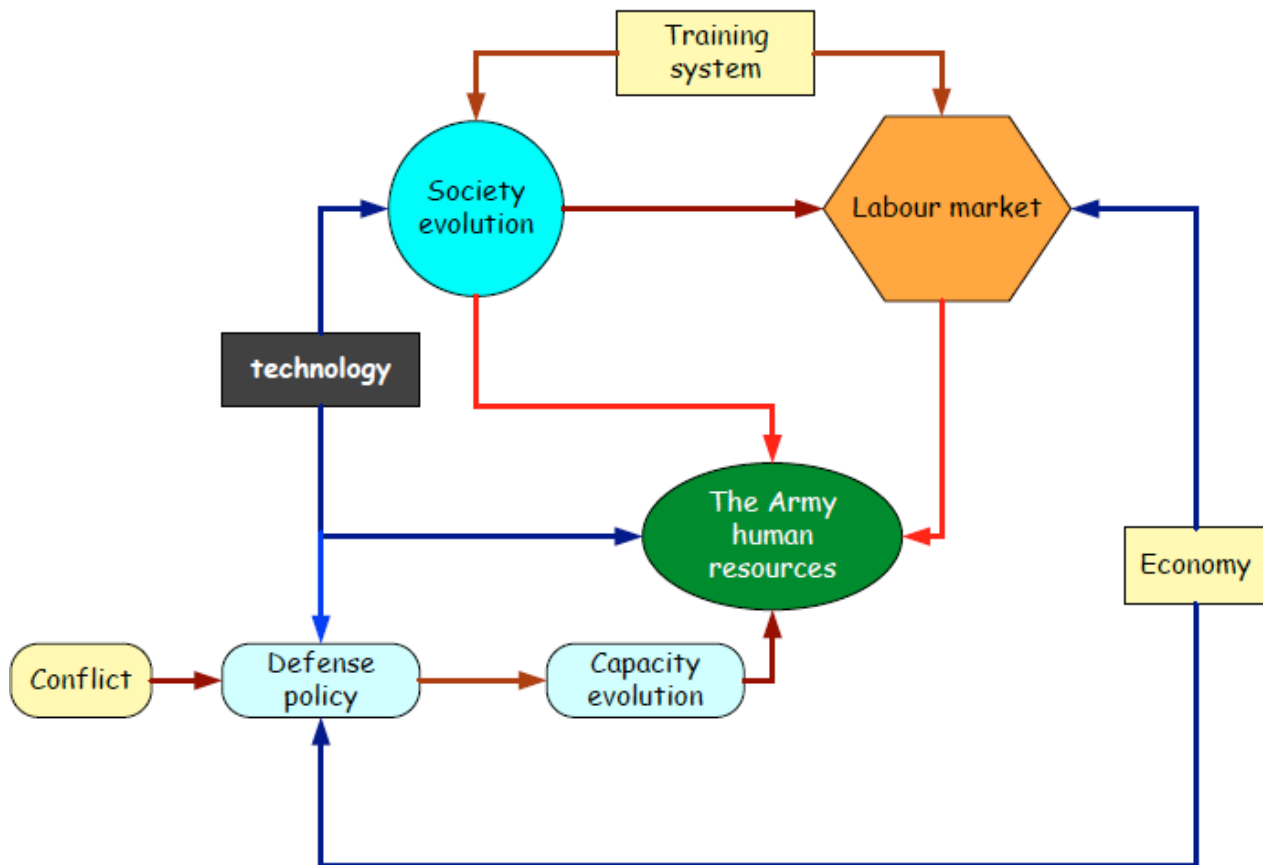 Training
system
Society
evolution
Labour market
technology
The Army
human
resources
Economy
Conflict
Defense
policy
Capacity
evolution